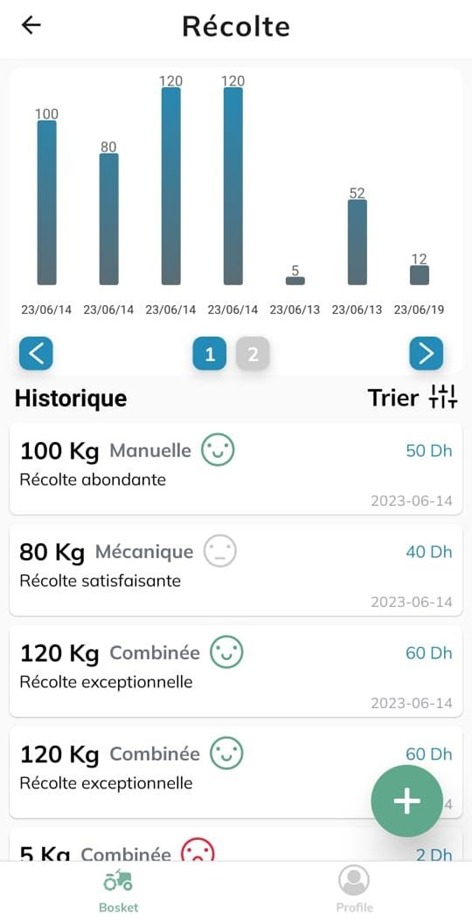 Récolte
100 80 120 120 5 52 12
23/06/14 23/06/14 23/06/14 23/06/14 23/06/13 23/06/13 23/06/19
1 2
Historique Trier
100 Kg Manuelle 50 Dh
Récolte abondante
2023-06-14
80 Kg Mécanique 40 Dh
Récolte satisfaisante
2023-06-14
120 Kg Combinée 60 Dh
Récolte exceptionnelle
2023-06-14
120 Kg Combinée 60 Dh
Récolte exceptionnelle
4
5 Kg Combinée 2 Dh
Bosket Profile